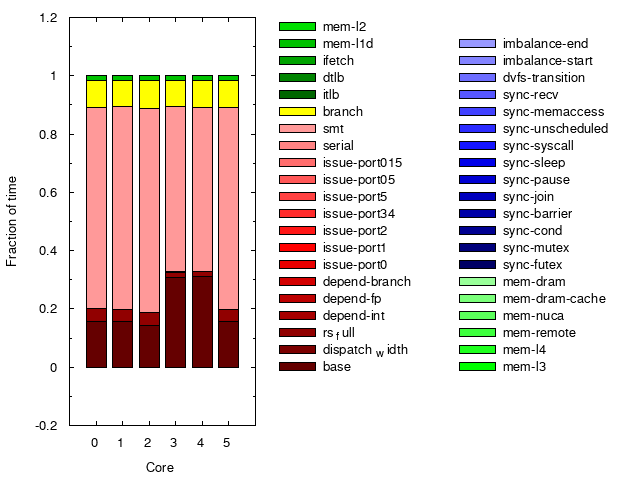 1.2
1
0.8
0.6
0.4
0.2
0
-0.2
Fraction of time
0 1 2 3 4 5
Core
mem-l2
mem-l1d
ifetch
dtlb
itlb
branch
smt
serial
issue-port015
issue-port05
issue-port5
issue-port34
issue-port2
issue-port1
issue-port0
depend-branch
depend-fp
depend-int
rs full
dispatch width
base
imbalance-end
imbalance-start
dvfs-transition
sync-recv
sync-memaccess
sync-unscheduled
sync-syscall
sync-sleep
sync-pause
sync-join
sync-barrier
sync-cond
sync-mutex
sync-futex
mem-dram
mem-dram-cache
mem-nuca
mem-remote
mem-l4
mem-l3